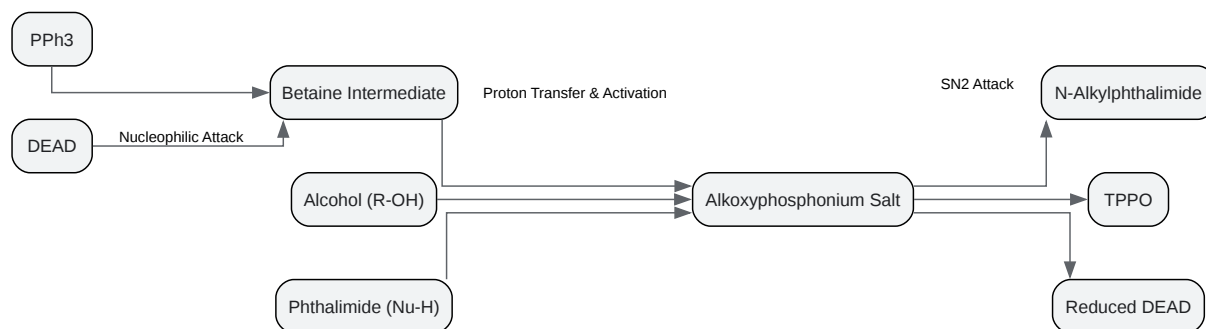 PPh3
Betaine Intermediate
Proton Transfer & Activation
SN2 Attack
N-Alkylphthalimide
DEAD
Nucleophilic Attack
Alcohol (R-OH)
Alkoxyphosphonium Salt
TPPO
Phthalimide (Nu-H)
Reduced DEAD